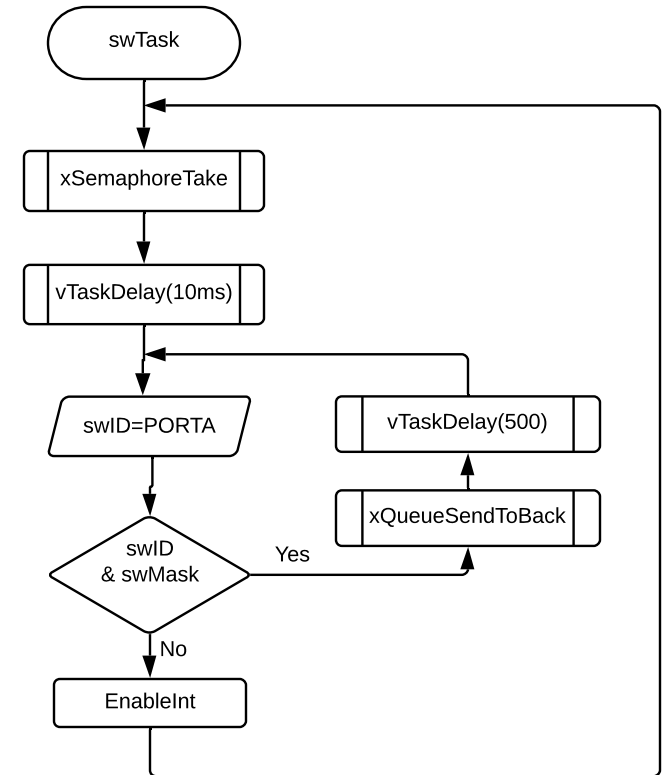 swTask
xSemaphoreTake
vTaskDelay(10ms)
swID=PORTA
vTaskDelay(500)
xQueueSendToBack
swID
& swMask
Yes
No
EnableInt